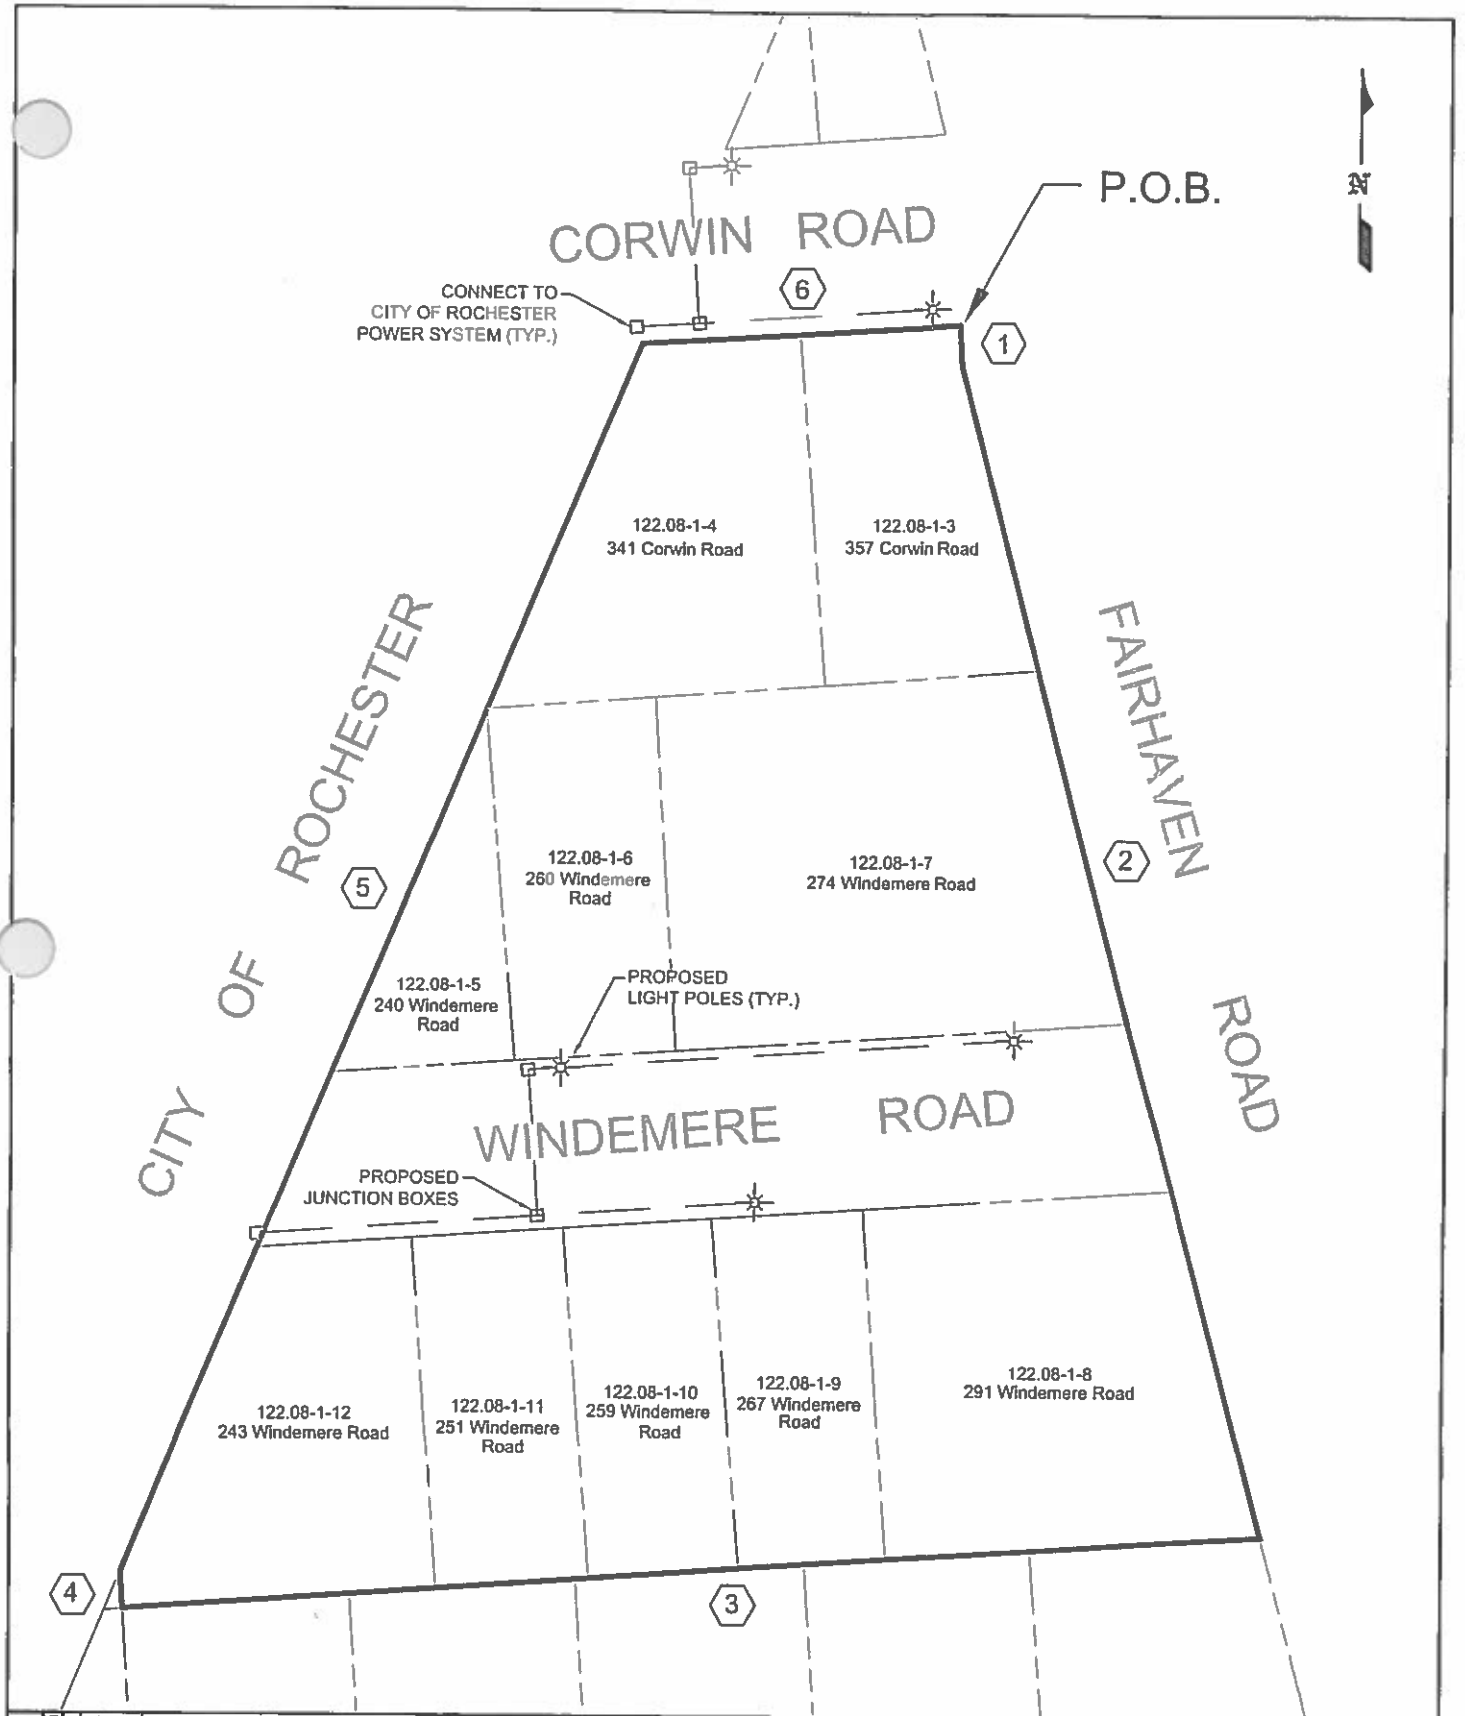 P.O.B.
N
CORWIN ROAD
CONNECT TO
CITY OF ROCHESTER
POWER SYSTEM (TYP.)
6
1
122.08-1-4
341 Corwin Road
122.08-1-3
357 Corwin Road
CITY OF ROCHESTER
FAIRHAVEN ROAD
5
2
122.08-1-6
260 Windemere
Road
122.08-1-7
274 Windemere Road
122.08-1-5
240 Windemere
Road
PROPOSED
LIGHT POLES (TYP.)
WINDEMERE ROAD
PROPOSED
JUNCTION BOXES
122.08-1-12
243 Windemere Road
122.08-1-11
251 Windemere
Road
122.08-1-10
259 Windemere
Road
122.08-1-9
267 Windemere
Road
122.08-1-8
291 Windemere Road
4
3